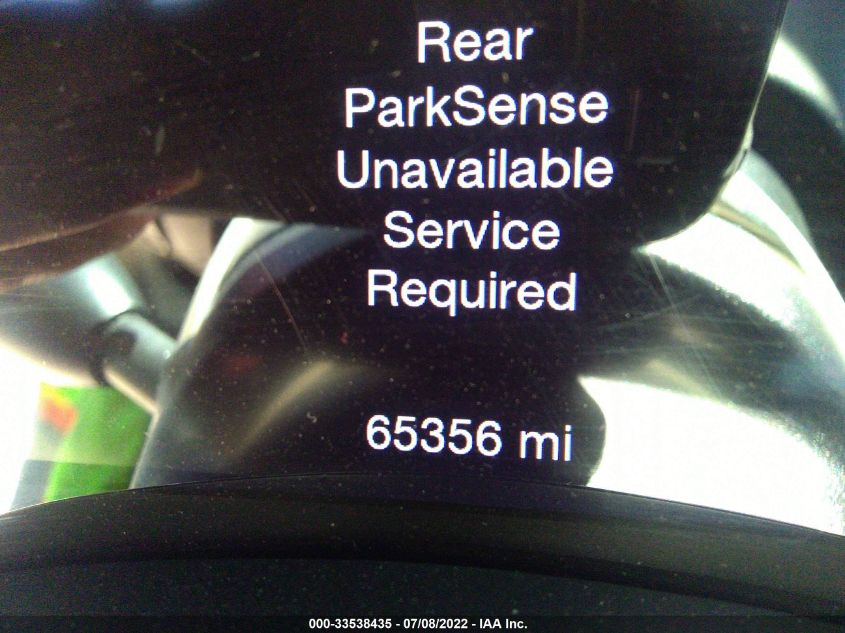 Rear
ParkSense
Unavailable
Service
Required
65356 mi
000-33538435 - 07/08/2022 - IAA Inc.